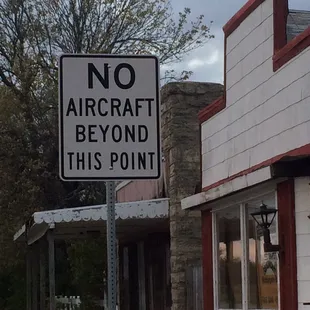 NO
AIRCRAFT
BEYOND
THIS POINT